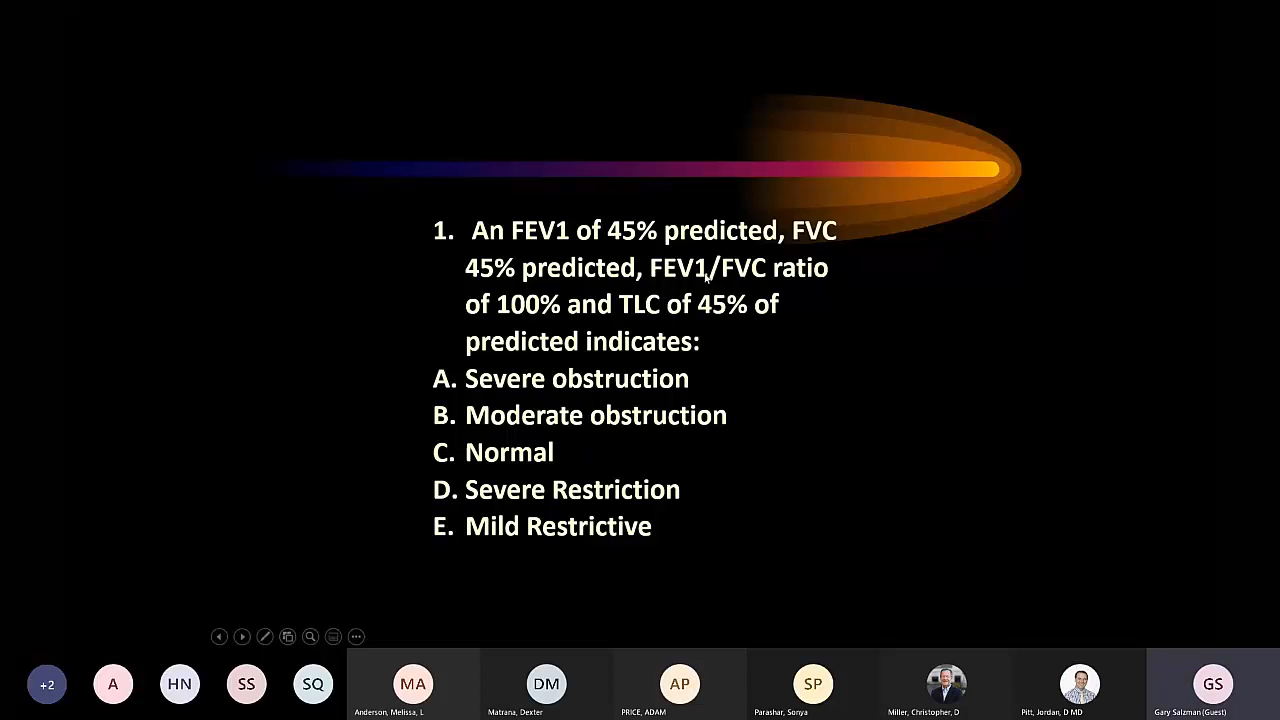 1. An FEV1 of 45% predicted, FVC
45% predicted, FEV1/FVC ratio
of 100% and TLC of 45% of
predicted indicates:
A. Severe obstruction
B. Moderate obstruction
C. Normal
D. Severe Restriction
E. Mild Restrictive
+2 A HN SS SQ MA DM AP SP GS
Anderson, Melissa, L Matrana, Dexter PRICE, ADAM Parashar, Sonya Miller, Christopher, D Pitt, Jordan, D MD Gary Salzman (Guest)